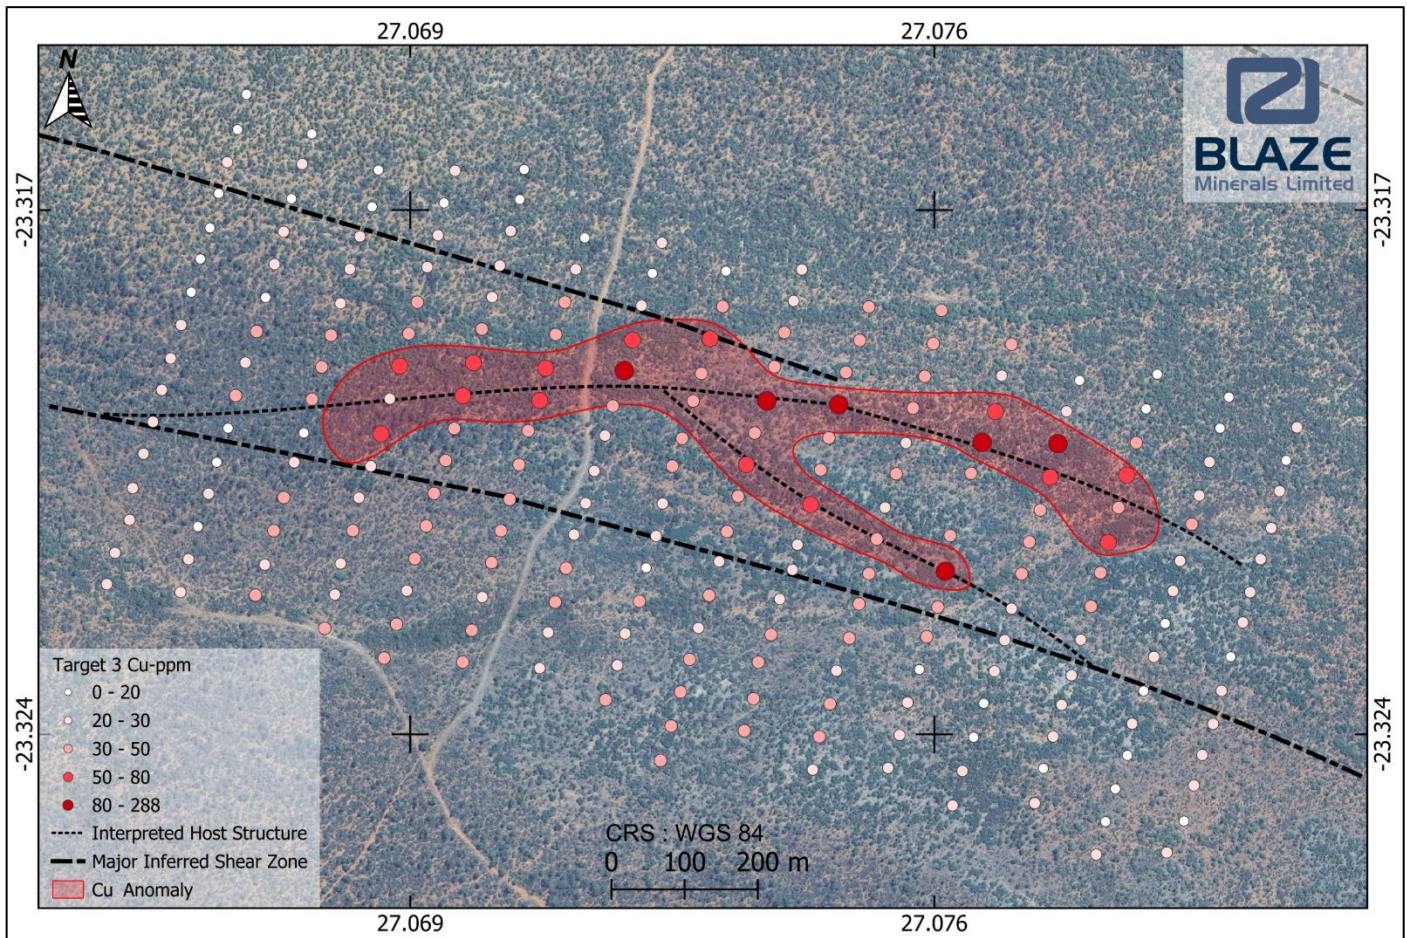 27.069 27.076
N
BLAZE
Minerals Limited
-23.317 -23.317
-23.324 -23.324
Target 3 Cu-ppm
0 - 20
20 - 30
30 - 50
50 - 80
80 - 288
Interpreted Host Structure
Major Inferred Shear Zone
Cu Anomaly
CRS : WGS 84
0 100 200 m
27.069 27.076